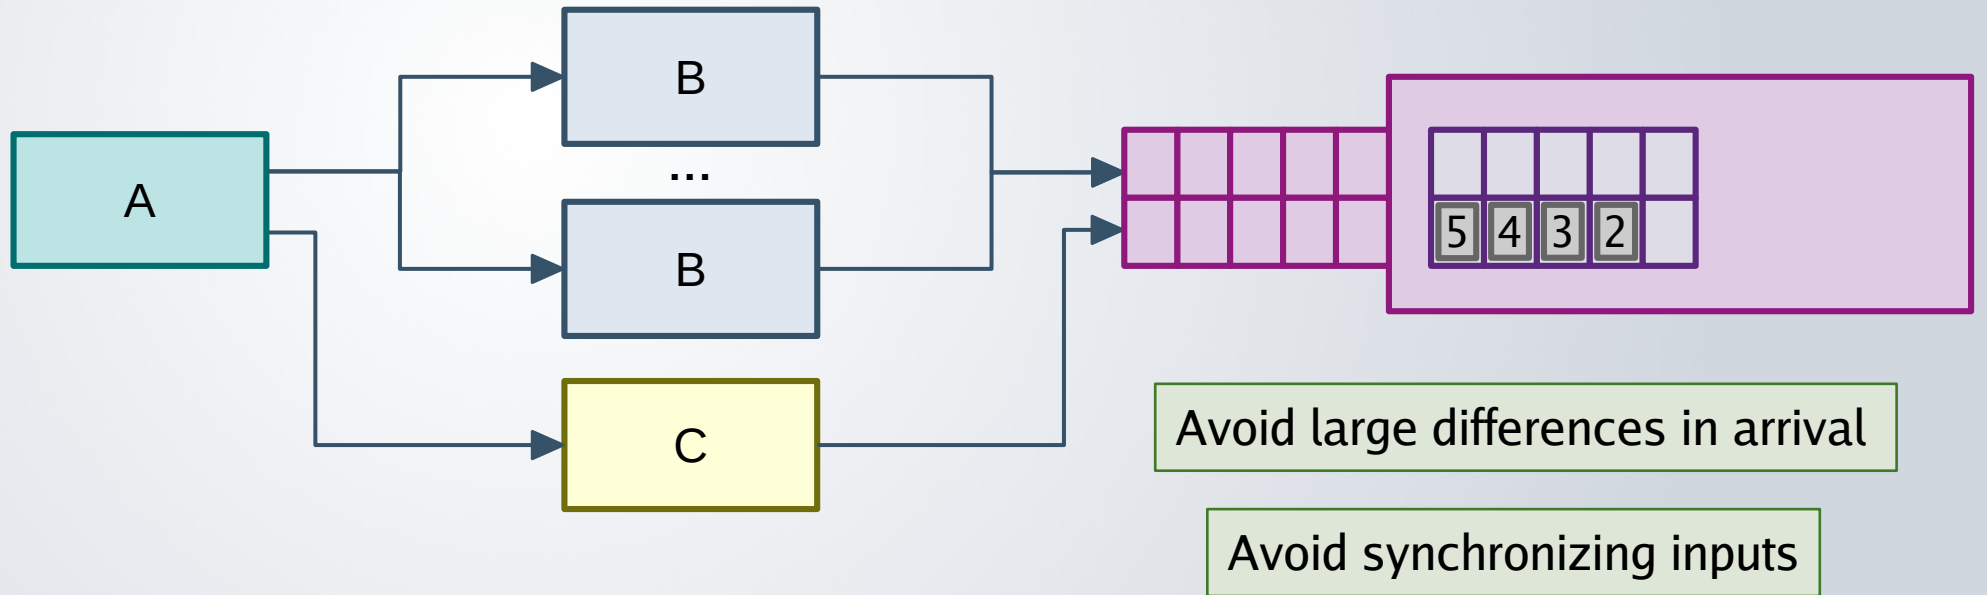 A
B
...
B
C
5 4 3 2
Avoid large differences in arrival
Avoid synchronizing inputs